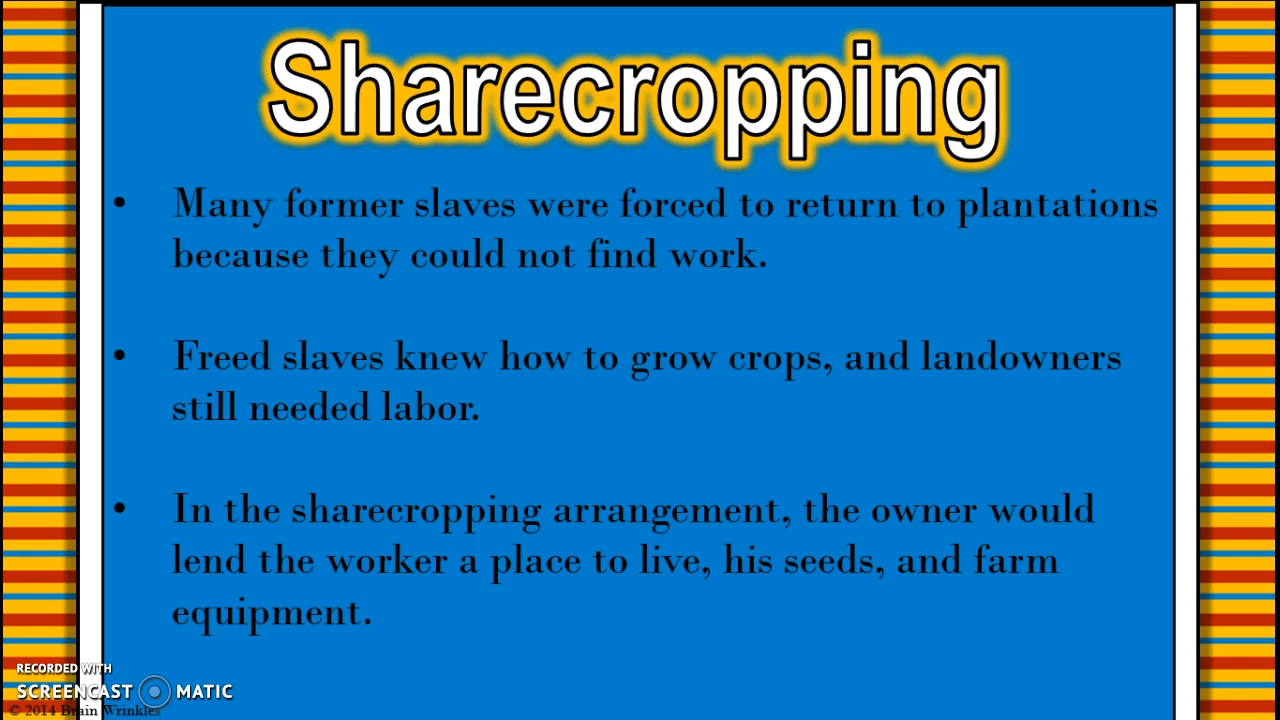 Sharecropping
• Many former slaves were forced to return to plantations
because they could not find work.
• Freed slaves knew how to grow crops, and landowners
still needed labor.
• In the sharecropping arrangement, the owner would
lend the worker a place to live, his seeds, and farm
equipment.
RECORDED WITH
SCREENCAST MATIC
© 2014 Brain Wrinkles